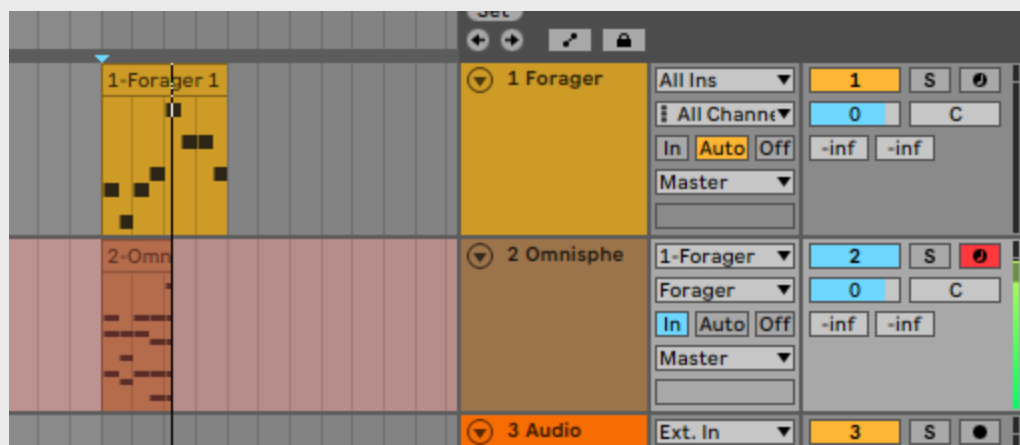 Set
1-Forager 1
1 Forager
All Ins
1
S
All Channe
0
C
In Auto Off
-inf -inf
Master
2-Omn
2 Omnisphe
1-Forager
2
S
Forager
0
C
In Auto Off
-inf -inf
Master
3 Audio
Ext. In
3
S